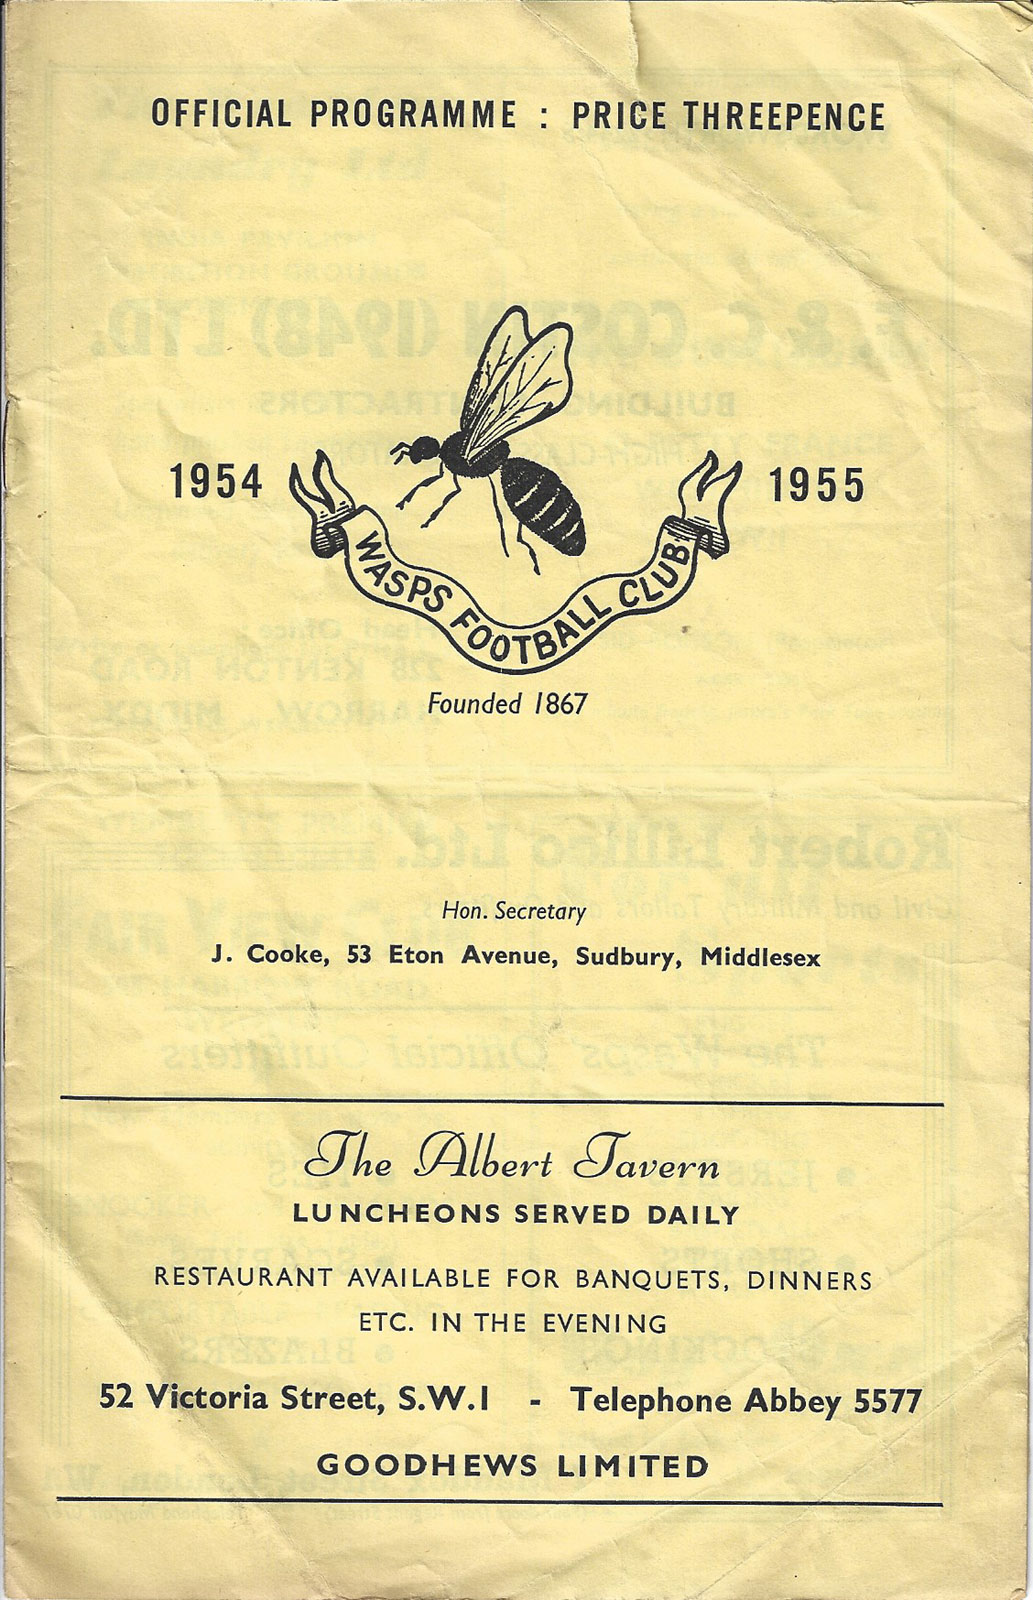 OFFICIAL PROGRAMME : PRICE THREEPENCE
1954 1955
WASPS FOOTBALL CLUB
Founded 1867
Hon. Secretary
J. Cooke, 53 Eton Avenue, Sudbury, Middlesex
The Albert Tavern
LUNCHEONS SERVED DAILY
RESTAURANT AVAILABLE FOR BANQUETS, DINNERS
ETC. IN THE EVENING
52 Victoria Street, S.W.1 - Telephone Abbey 5577
GOODHEWS LIMITED